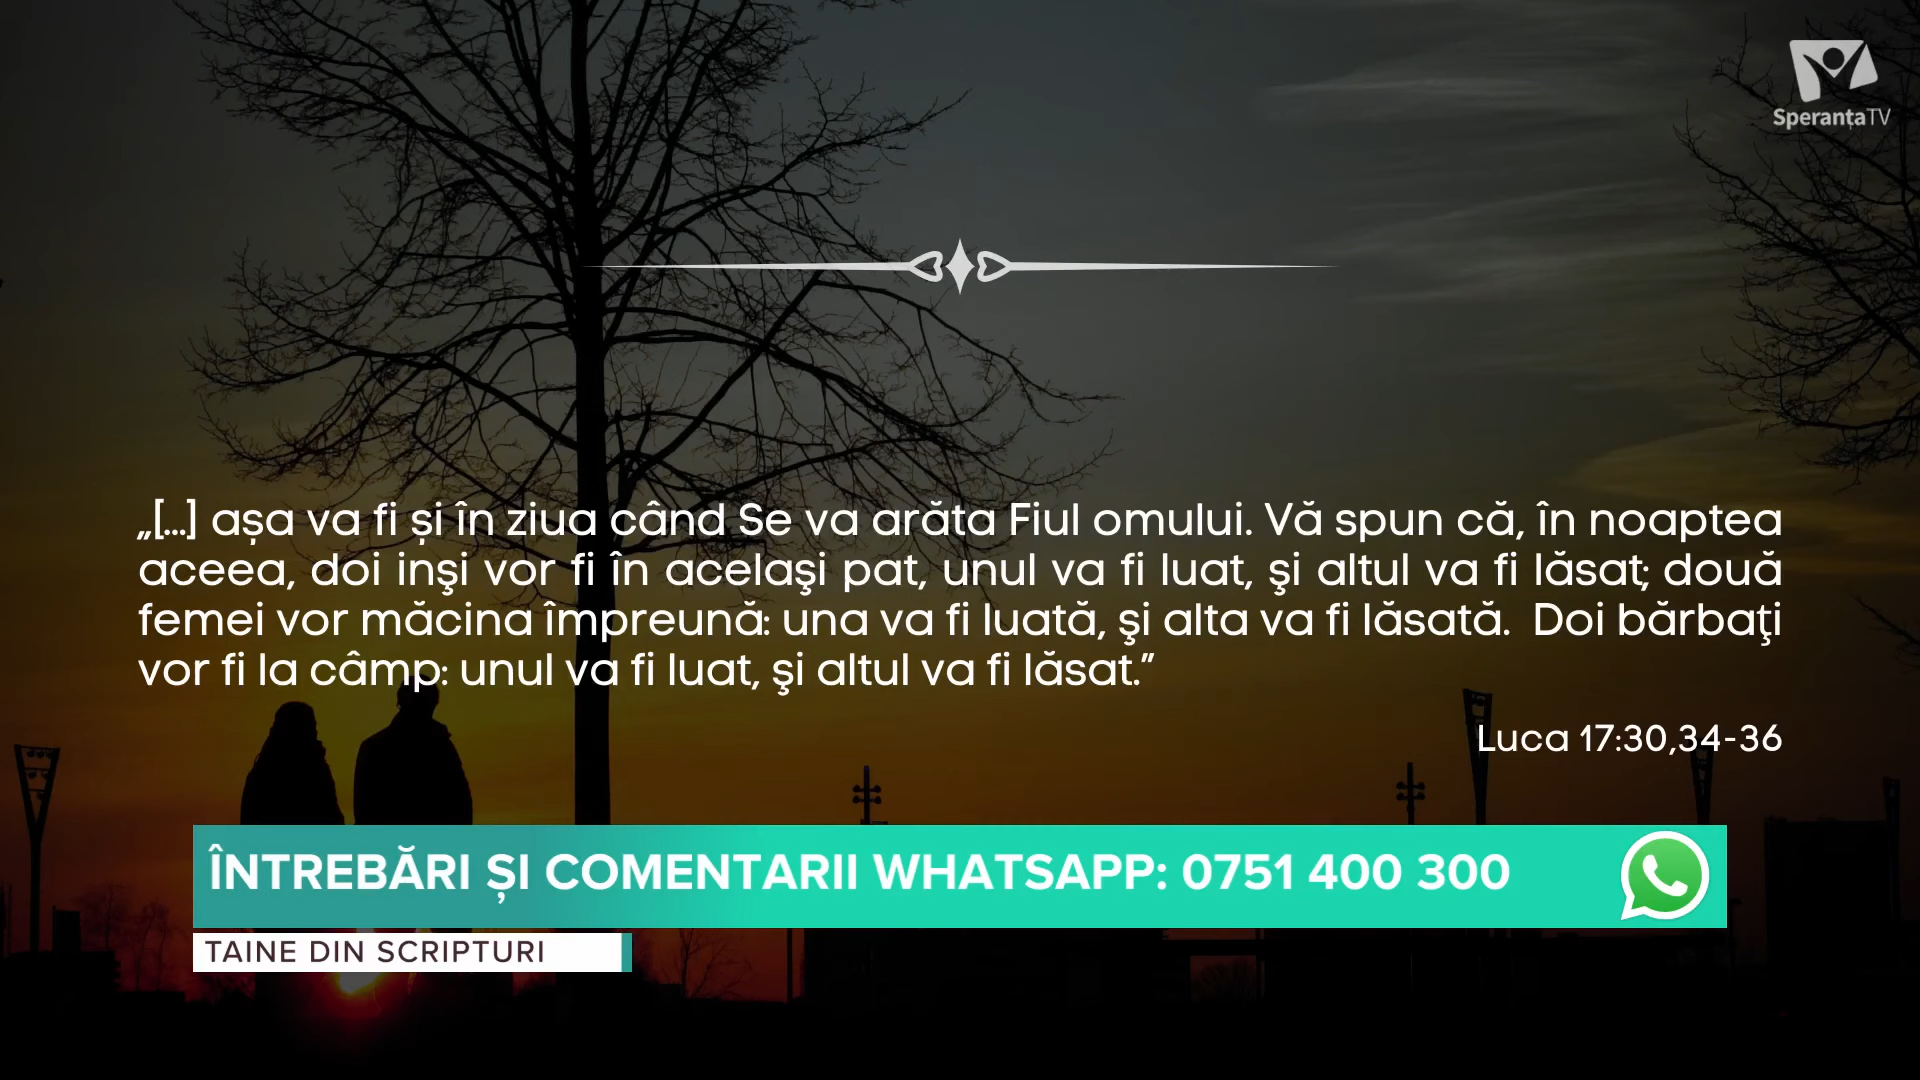 SperanțaTV
„[...] așa va fi și în ziua când Se va arăta Fiul omului. Vă spun că, în noaptea
aceea, doi inşi vor fi în acelaşi pat, unul va fi luat, şi altul va fi lăsat; două
femei vor măcina împreună: una va fi luată, şi alta va fi lăsată. Doi bărbaţi
vor fi la câmp: unul va fi luat, şi altul va fi lăsat.”
Luca 17:30,34-36
ÎNTREBĂRI ȘI COMENTARII WHATSAPP: 0751 400 300
TAINE DIN SCRIPTURI